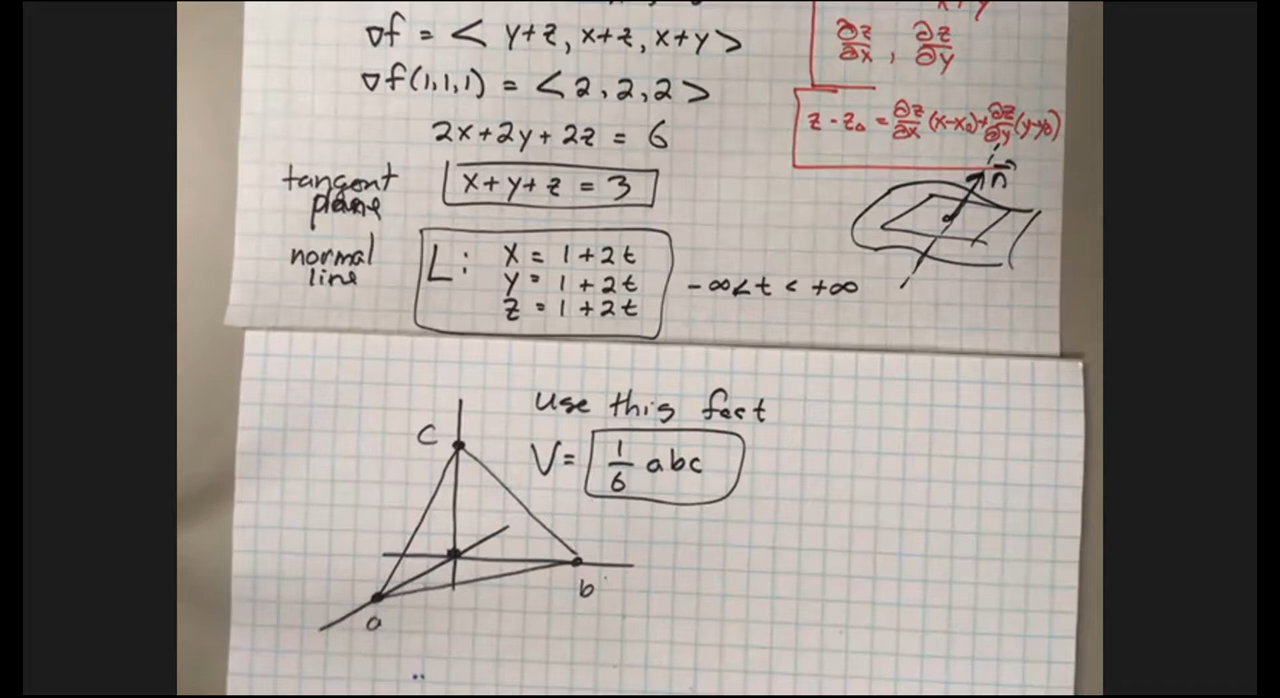 x+y
∇f = < y+z, x+z, x+y >
∂z/∂x , ∂z/∂y
∇f(1,1,1) = < 2, 2, 2 >
z - z₀ = ∂z/∂x (x-x₀) + ∂z/∂y (y-y₀)
2x+2y+2z = 6
n
tangent plane
x+y+z = 3
normal line
L: x = 1+2t
y = 1+2t
z = 1+2t
-∞<t<+∞
use this fact
c
V = 1/6 abc
b
a